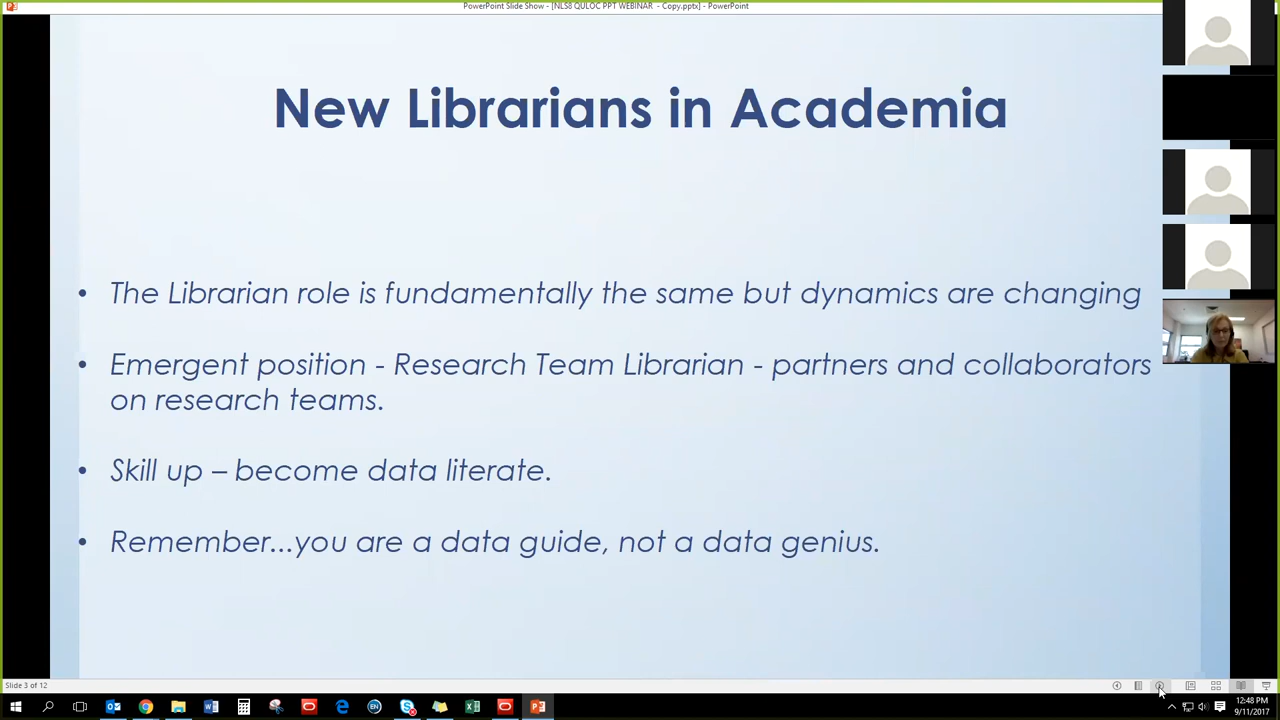 PowerPoint Slide Show - [NLS8 QULOC PPT WEBINAR - Copy.pptx] - PowerPoint
New Librarians in Academia
• The Librarian role is fundamentally the same but dynamics are changing
• Emergent position - Research Team Librarian - partners and collaborators
on research teams.
• Skill up – become data literate.
• Remember...you are a data guide, not a data genius.
Slide 3 of 12
12:48 PM
9/11/2017